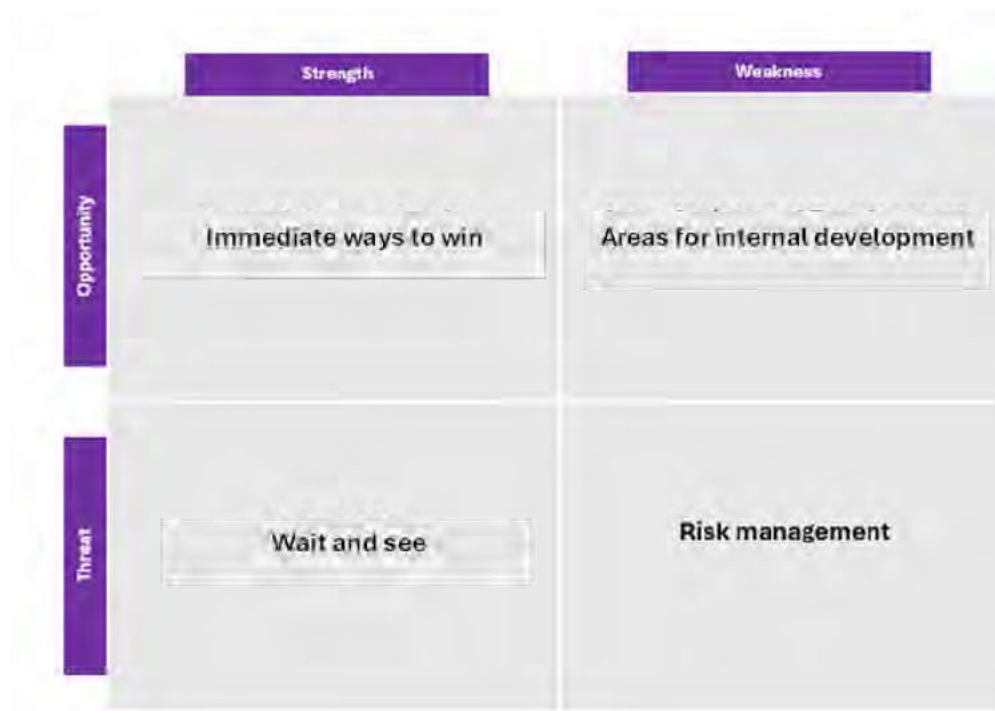 Strength
Weakness
Opportunity
Immediate ways to win
Areas for internal development
Threat
Wait and see
Risk management